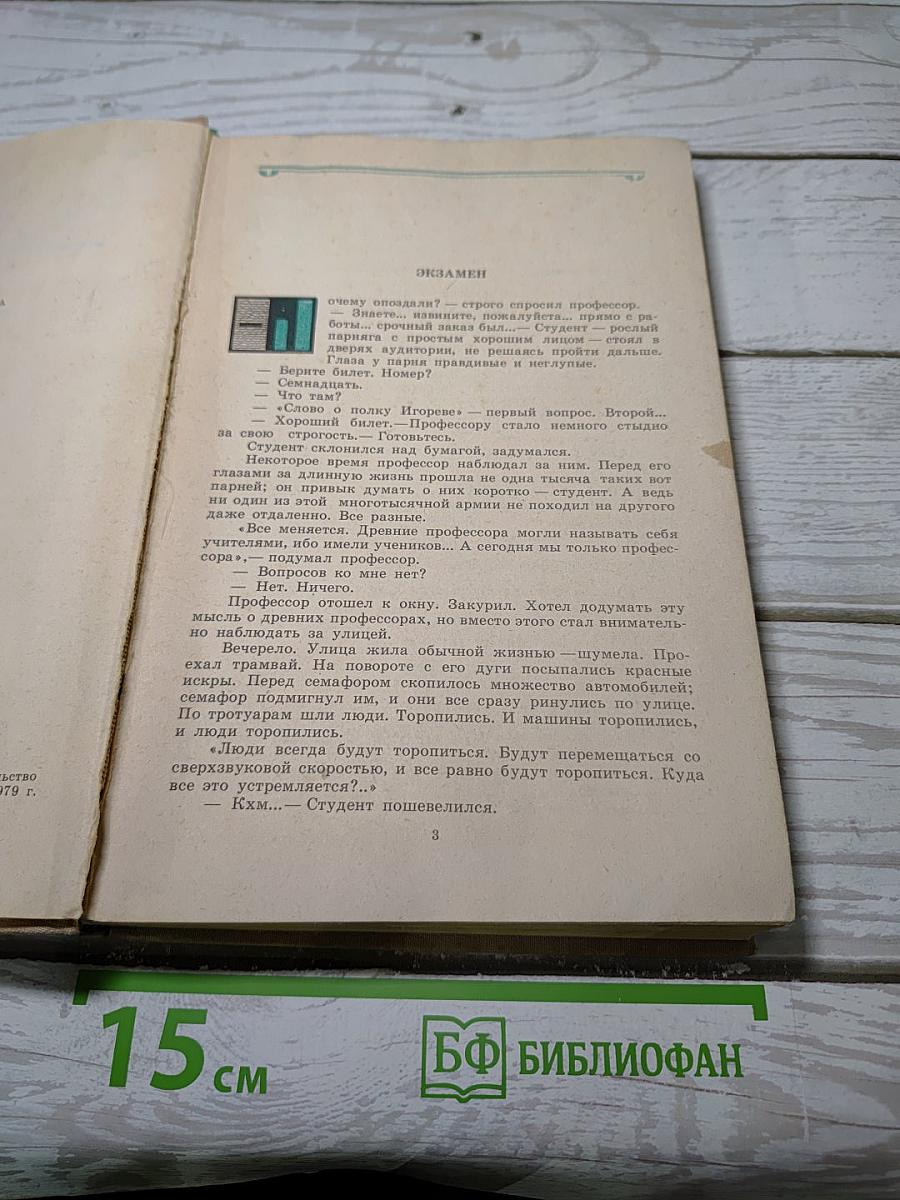 А
льство
979 г.
ЭКЗАМЕН
— Почему опоздали? — строго спросил профессор.
— Знаете... извините, пожалуйста... прямо с ра-
боты... срочный заказ был...— Студент — рослый
парняга с простым хорошим лицом — стоял в
дверях аудитории, не решаясь пройти дальше.
Глаза у парня правдивые и неглупые.
— Берите билет. Номер?
— Семнадцать.
— Что там?
— «Слово о полку Игореве» — первый вопрос. Второй...
— Хороший билет.— Профессору стало немного стыдно
за свою строгость.— Готовьтесь.
Студент склонился над бумагой, задумался.
Некоторое время профессор наблюдал за ним. Перед его
глазами за длинную жизнь прошла не одна тысяча таких вот
парней; он привык думать о них коротко — студент. А ведь
ни один из этой многотысячной армии не походил на другого
даже отдаленно. Все разные.
«Все меняется. Древние профессора могли называть себя
учителями, ибо имели учеников... А сегодня мы только профес-
сора»,— подумал профессор.
— Вопросов ко мне нет?
— Нет. Ничего.
Профессор отошел к окну. Закурил. Хотел додумать эту
мысль о древних профессорах, но вместо этого стал вниматель-
но наблюдать за улицей.
Вечерело. Улица жила обычной жизнью — шумела. Про-
ехал трамвай. На повороте с его дуги посыпались красные
искры. Перед семафором скопилось множество автомобилей;
семафор подмигнул им, и они все сразу ринулись по улице.
По тротуарам шли люди. Торопились. И машины торопились,
и люди торопились.
«Люди всегда будут торопиться. Будут перемещаться со
сверхзвуковой скоростью, и все равно будут торопиться. Куда
все это устремляется?..»
— Кхм...— Студент пошевелился.
3
15 см
БФ БИБЛИОФАН